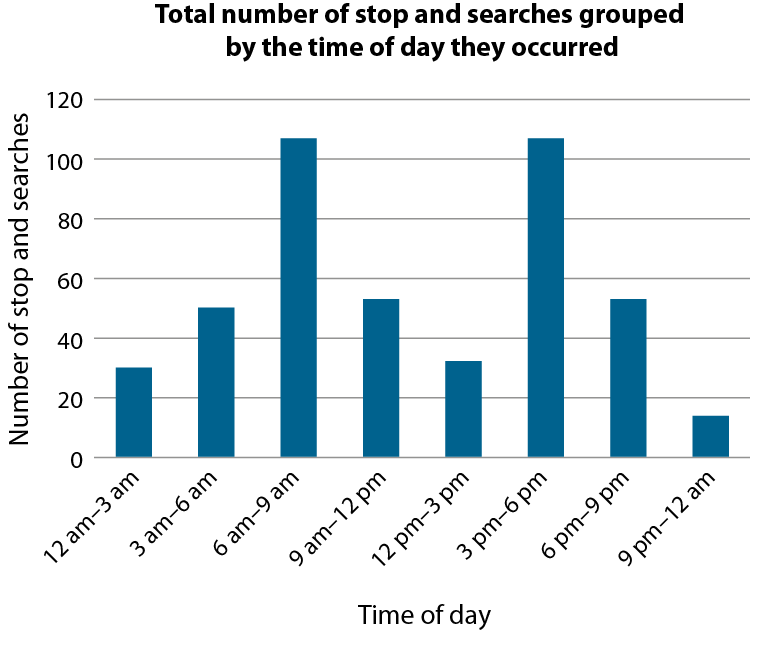 Total number of stop and searches grouped
by the time of day they occurred
Number of stop and searches
120
100
80
60
40
20
0
12 am–3 am
3 am–6 am
6 am–9 am
9 am–12 pm
12 pm–3 pm
3 pm–6 pm
6 pm–9 pm
9 pm–12 am
Time of day